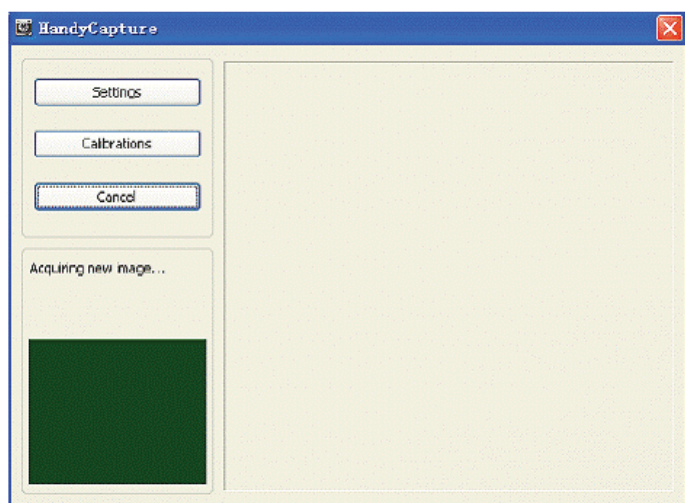 HandyCapture
Settings
Calibrations
Cancel
Acquiring new image...